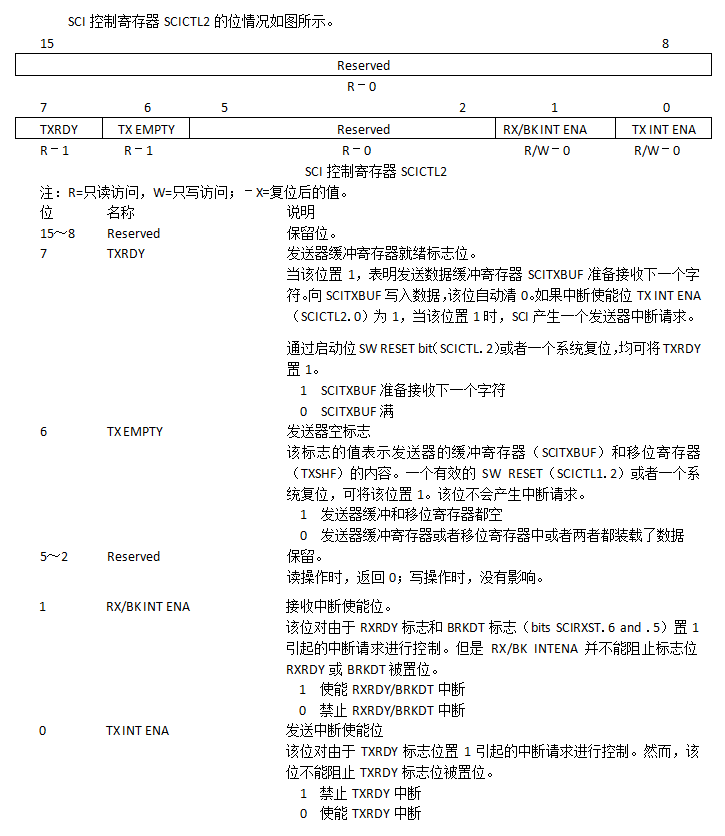 SCI 控制寄存器 SCICTL2 的位情况如图所示。
15 8
Reserved
R－0
7 6 5 2 1 0
TXRDY TX EMPTY Reserved RX/BKINT ENA TX INT ENA
R－1 R－1 R－0 R/W－0 R/W－0
SCI 控制寄存器 SCICTL2
注：R=只读访问，W=只写访问；－X=复位后的值。
位 名称 说明
15～8 Reserved 保留位。
7 TXRDY 发送器缓冲寄存器就绪标志位。
当该位置 1，表明发送数据缓冲寄存器 SCITXBUF 准备接收下一个字
符。向 SCITXBUF 写入数据，该位自动清 0。如果中断使能位 TX INT ENA
（SCICTL2.0）为 1，当该位置 1 时，SCI 产生一个发送器中断请求。
通过启动位 SW RESET bit（SCICTL.2）或者一个系统复位，均可将 TXRDY
置 1。
1 SCITXBUF 准备接收下一个字符
0 SCITXBUF 满
6 TX EMPTY 发送器空标志
该标志的值表示发送器的缓冲寄存器（SCITXBUF）和移位寄存器
（TXSHF）的内容。一个有效的 SW RESET（SCICTL1.2）或者一个系
统复位，可将该位置 1。该位不会产生中断请求。
1 发送器缓冲和移位寄存器都空
0 发送器缓冲寄存器或者移位寄存器中或者两者都装载了数据
5～2 Reserved 保留。
读操作时，返回 0；写操作时，没有影响。
1 RX/BKINT ENA 接收中断使能位。
该位对由于 RXRDY 标志和 BRKDT 标志（bits SCIRXST.6 and .5）置 1
引起的中断请求进行控制。但是 RX/BK INTENA 并不能阻止标志位
RXRDY 或 BRKDT 被置位。
1 使能 RXRDY/BRKDT 中断
0 禁止 RXRDY/BRKDT 中断
0 TX INT ENA 发送中断使能位
该位对由于 TXRDY 标志位置 1 引起的中断请求进行控制。然而，该
位不能阻止 TXRDY 标志位被置位。
1 禁止 TXRDY 中断
0 使能 TXRDY 中断